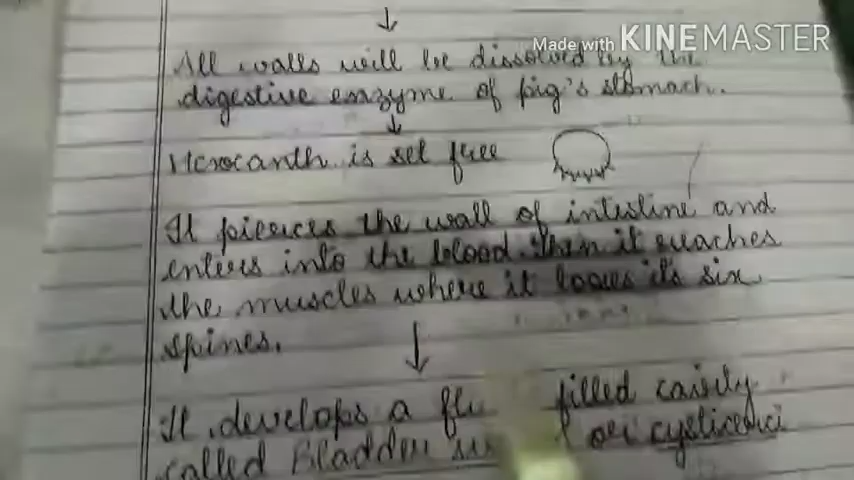 Made with KINEMASTER
All walls will be dissolved by the
digestive enzyme of pig's stomach.
Hexacanth is set free
It pierces the wall of intestine and
enters into the blood. Then it reaches
the muscles where it looses its six
spines.
It develops a filled cavity
called Bladder or cysticerci